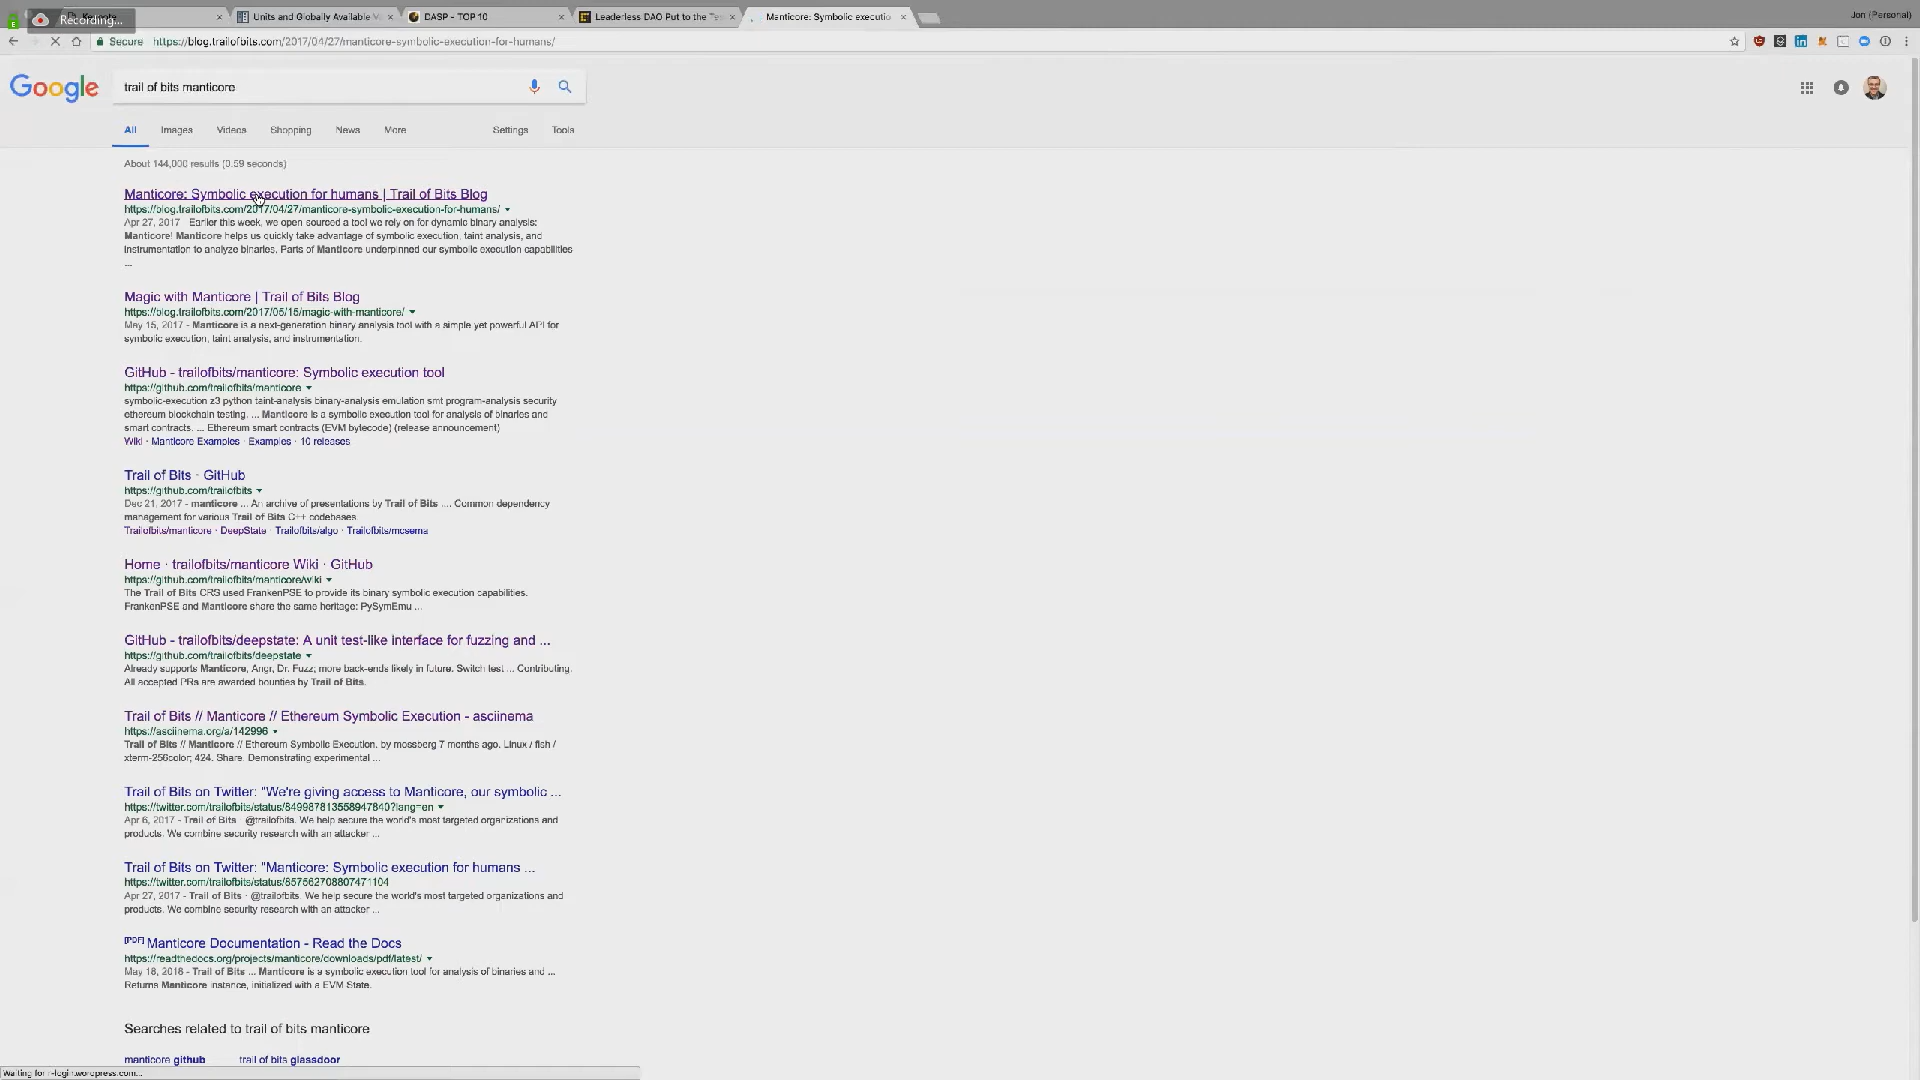 Recording...
Units and Globally Available
DASP - TOP 10
Leaderless DAO Put to the Te
Manticore: Symbolic executio
Jon (Personal)
Secure https://blog.trailofbits.com/2017/04/27/manticore-symbolic-execution-for-humans/
Google
trail of bits manticore
All Images Videos Shopping News More Settings Tools
About 144,000 results (0.59 seconds)
Manticore: Symbolic execution for humans | Trail of Bits Blog
https://blog.trailofbits.com/2017/04/27/manticore-symbolic-execution-for-humans/
Apr 27, 2017 - Earlier this week, we open sourced a tool we rely on for dynamic binary analysis:
Manticore! Manticore helps us quickly take advantage of symbolic execution, taint analysis, and
instrumentation to analyze binaries. Parts of Manticore underpinned our symbolic execution capabilities
...
Magic with Manticore | Trail of Bits Blog
https://blog.trailofbits.com/2017/05/15/magic-with-manticore/
May 15, 2017 - Manticore is a next-generation binary analysis tool with a simple yet powerful API for
symbolic execution, taint analysis, and instrumentation.
GitHub - trailofbits/manticore: Symbolic execution tool
https://github.com/trailofbits/manticore
symbolic-execution z3 python taint-analysis binary-analysis emulation smt program-analysis security
ethereum blockchain testing. ... Manticore is a symbolic execution tool for analysis of binaries and
smart contracts. ... Ethereum smart contracts (EVM bytecode) (release announcement)
Wiki · Manticore Examples · Examples · 10 releases
Trail of Bits · GitHub
https://github.com/trailofbits
Dec 21, 2017 - manticore ... An archive of presentations by Trail of Bits .... Common dependency
management for various Trail of Bits C++ codebases.
Trailofbits/manticore · DeepState · Trailofbits/algo · Trailofbits/mcsema
Home · trailofbits/manticore Wiki · GitHub
https://github.com/trailofbits/manticore/wiki
The Trail of Bits CRS used FrankenPSE to provide its binary symbolic execution capabilities.
FrankenPSE and Manticore share the same heritage: PySymEmu ...
GitHub - trailofbits/deepstate: A unit test-like interface for fuzzing and ...
https://github.com/trailofbits/deepstate
Already supports Manticore, Angr, Dr. Fuzz; more back-ends likely in future. Switch test ... Contributing.
All accepted PRs are awarded bounties by Trail of Bits.
Trail of Bits // Manticore // Ethereum Symbolic Execution - asciinema
https://asciinema.org/a/142996
Trail of Bits // Manticore // Ethereum Symbolic Execution. by mossberg 7 months ago. Linux / fish /
xterm-256color; 424. Share. Demonstrating experimental ...
Trail of Bits on Twitter: "We're giving access to Manticore, our symbolic ...
https://twitter.com/trailofbits/status/849987813558947840?lang=en
Apr 6, 2017 - Trail of Bits · @trailofbits. We help secure the world's most targeted organizations and
products. We combine security research with an attacker ...
Trail of Bits on Twitter: "Manticore: Symbolic execution for humans ...
https://twitter.com/trailofbits/status/857562708807471104
Apr 27, 2017 - Trail of Bits · @trailofbits. We help secure the world's most targeted organizations and
products. We combine security research with an attacker ...
[PDF] Manticore Documentation - Read the Docs
https://readthedocs.org/projects/manticore/downloads/pdf/latest/
May 18, 2018 - Trail of Bits ... Manticore is a symbolic execution tool for analysis of binaries and ...
Returns Manticore instance, initialized with a EVM State.
Searches related to trail of bits manticore
manticore github trail of bits glassdoor
Waiting for r-login.wordpress.com...